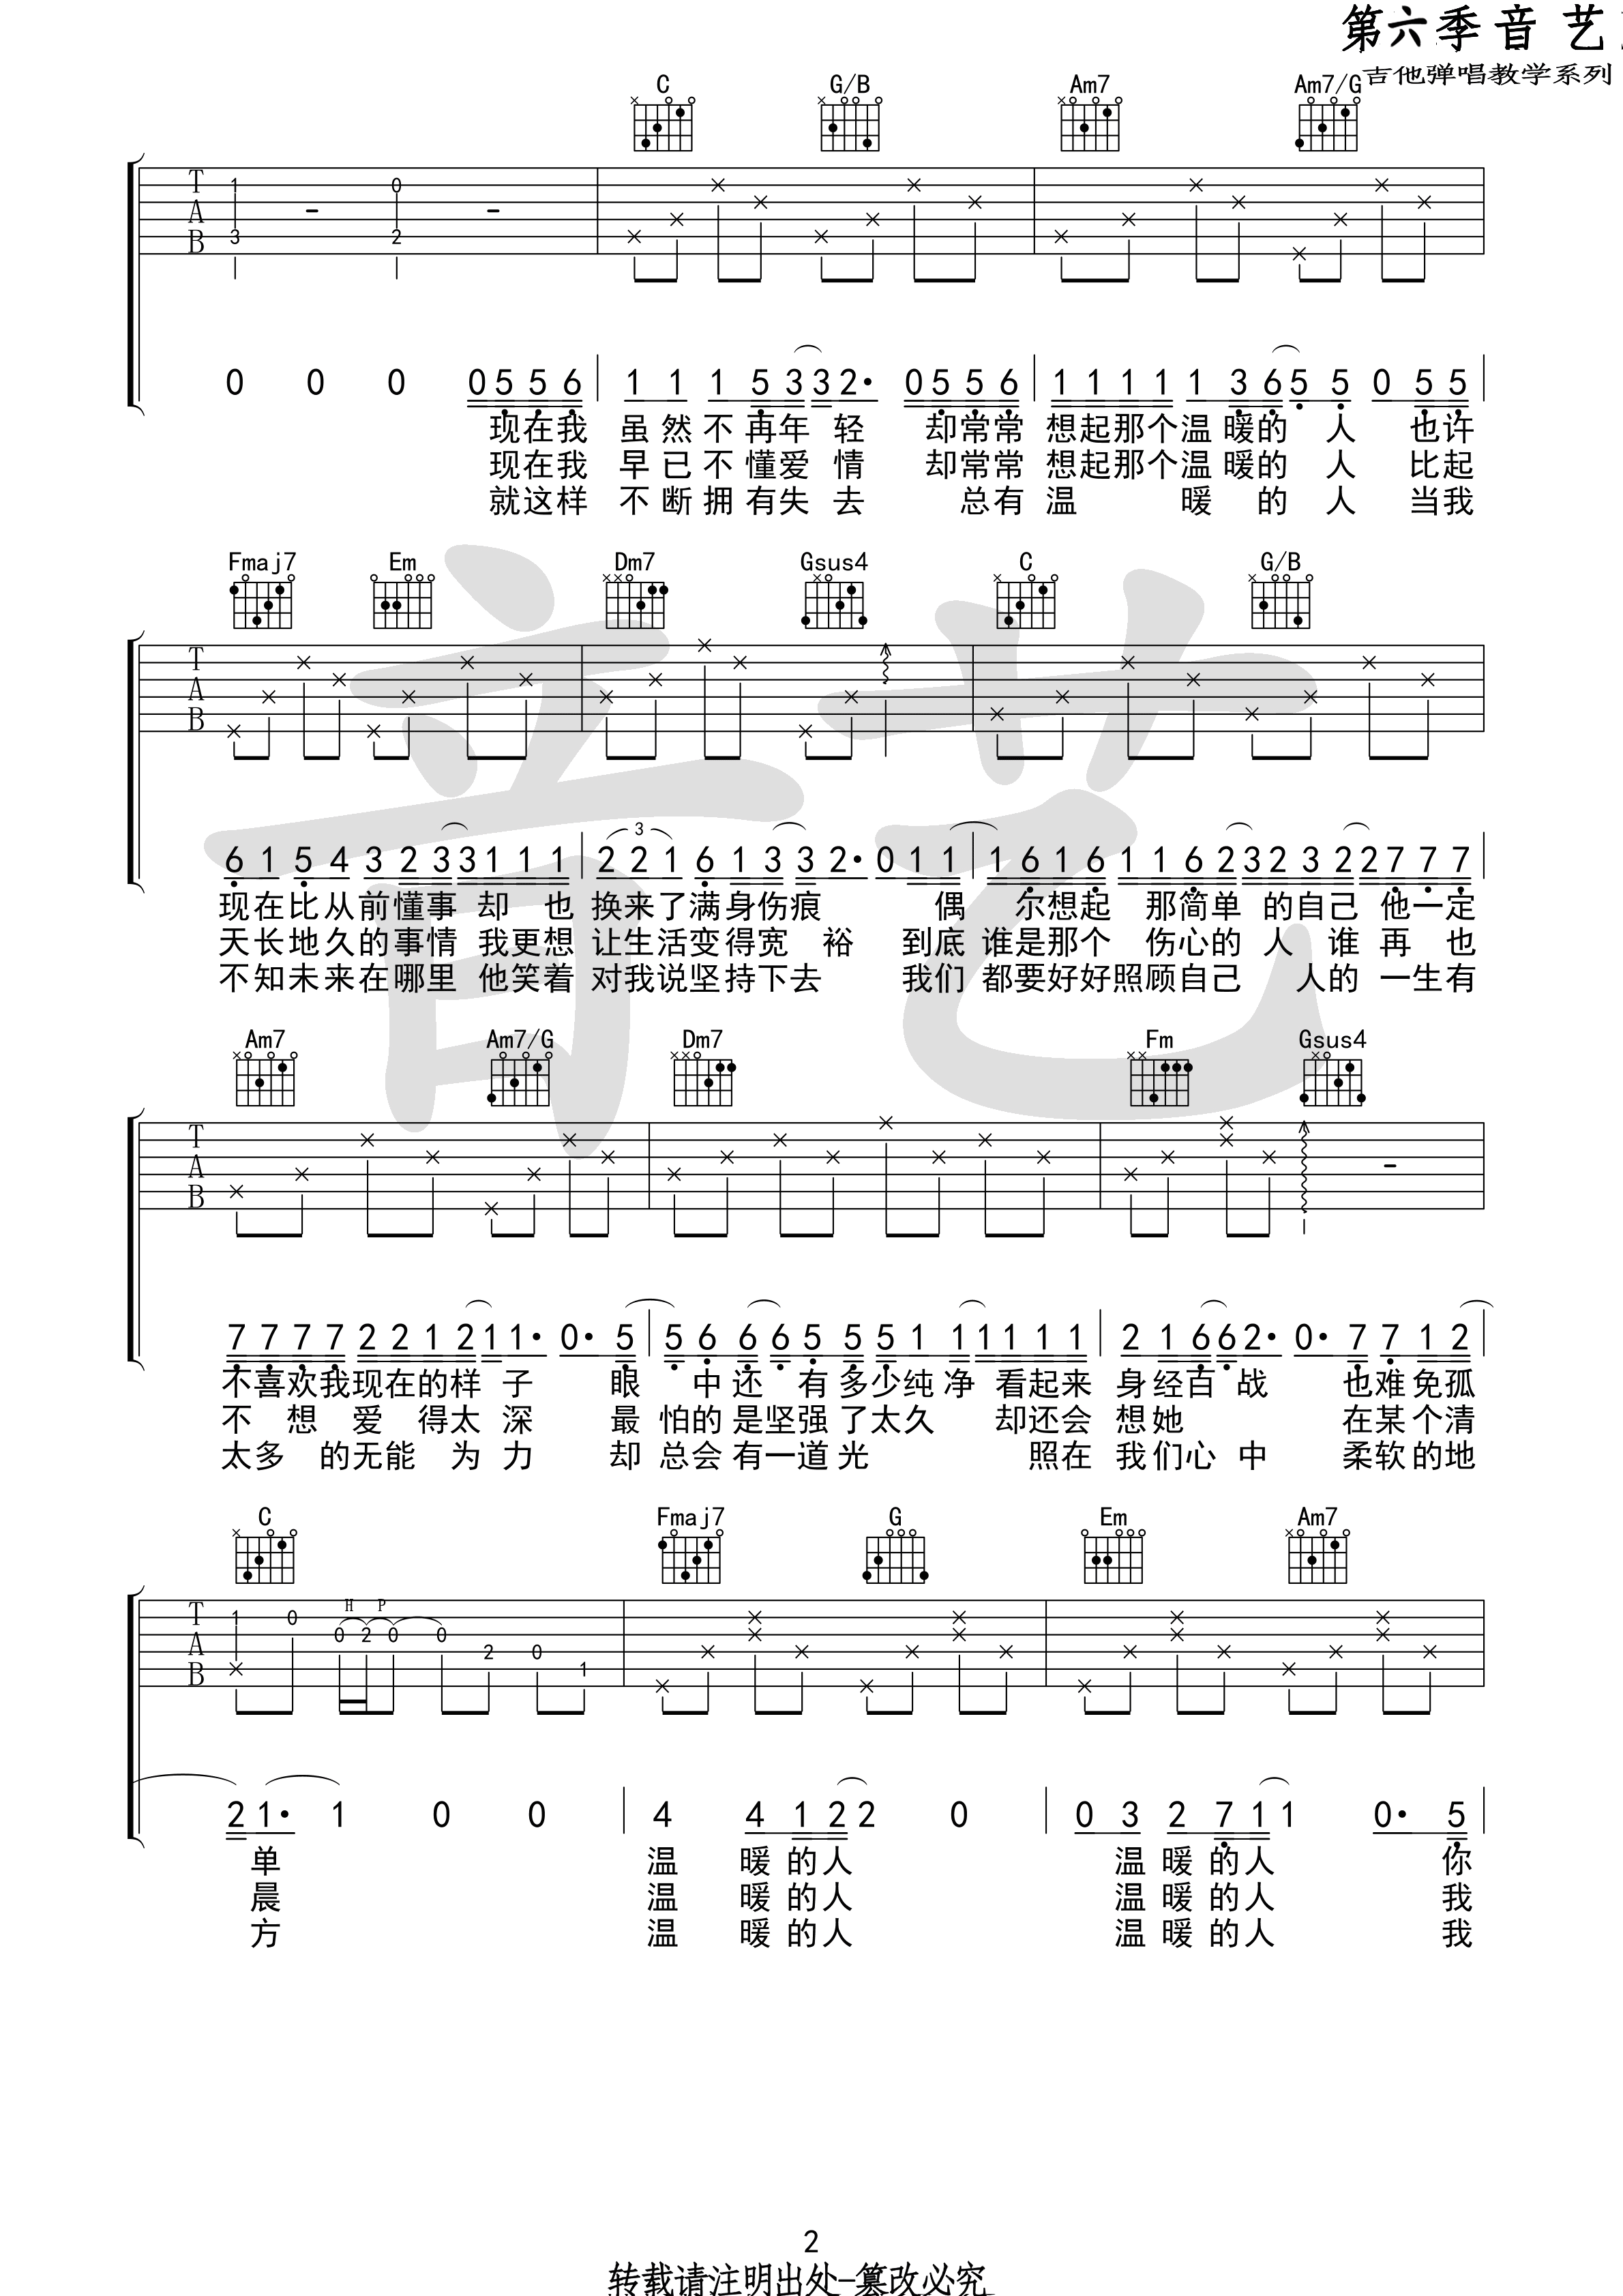 第六季音 艺
吉他弹唱教学系列
C G/B Am7 Am7/G
T 1 0
A
B 3 2
0 0 0 0 5 5 6 1 1 1 5 3 3 2· 0 5 5 6 1 1 1 1 1 3 6 5 5 0 5 5
现在我 虽然不再年轻 却常常 想起那个温暖的 人 也许
现在我 早已不懂爱情 却常常 想起那个温暖的 人 比起
就这样 不断拥有失去 总有 温 暖 的 人 当我
Fmaj7 Em Dm7 Gsus4 C G/B
T
A
B
3
6 1 5 4 3 2 3 3 1 1 1 2 2 1 6 1 3 3 2· 0 1 1 1 6 1 6 1 1 6 2 3 2 3 2 2 7 7 7
现在比从前懂事 却 也 换来了满身伤痕 偶 尔想起 那简单 的自己 他一定
天长地久的事情 我更想 让生活变得宽 裕 到底 谁是那个 伤心的 人 谁 再 也
不知未来在哪里 他笑着 对我说坚持下去 我们 都要好好照顾自己 人的 一生有
Am7 Am7/G Dm7 Fm Gsus4
T
A
B
7 7 7 7 2 2 1 2 1 1· 0· 5 5 6 6 6 5 5 5 1 1 1 1 1 1 2 1 6 6 2· 0· 7 7 1 2
不喜欢我现在的样 子 眼 中还 有多少纯净 看起来 身经百 战 也难免孤
不 想 爱 得太 深 最 怕的是坚强了太久 却还会 想她 在某个清
太多 的无能 为 力 却 总会有一道光 照在 我们心 中 柔软的地
C Fmaj7 G Em Am7
H P
T 1 0
A 0 2 0 0 2 0
B 1
2 1· 1 0 0 4 4 1 2 2 0 0 3 2 7 1 1 0· 5
单 温 暖 的人 温 暖 的人 你
晨 温 暖 的人 温 暖 的人 我
方 温 暖 的人 温 暖 的人 我
音艺
2
转载请注明出处-篡改必究